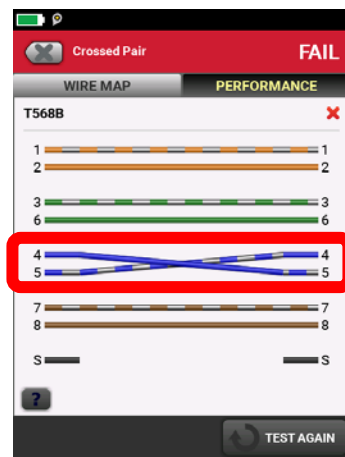 Crossed Pair FAIL
WIRE MAP PERFORMANCE
T568B
1 1
2 2
3 3
6 6
4 4
5 5
7 7
8 8
S S
?
TEST AGAIN